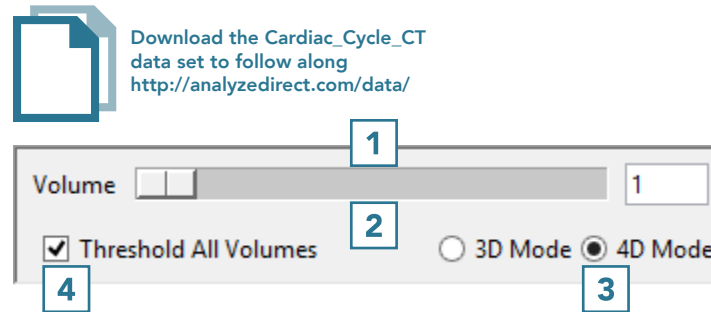 Download the Cardiac_Cycle_CT
data set to follow along
http://analyzedirect.com/data/
1
Volume 1
2
Threshold All Volumes 3D Mode 4D Mode
4 3